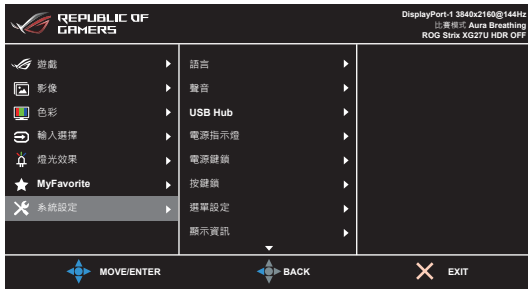 REPUBLIC OF
GAMERS
DisplayPort-1 3840x2160@144Hz
比賽模式 Aura Breathing
ROG Strix XG27U HDR OFF
遊戲
影像
色彩
輸入選擇
燈光效果
MyFavorite
系統設定
語言
聲音
USB Hub
電源指示燈
電源鍵鎖
按鍵鎖
選單設定
顯示資訊
MOVE/ENTER
BACK
EXIT